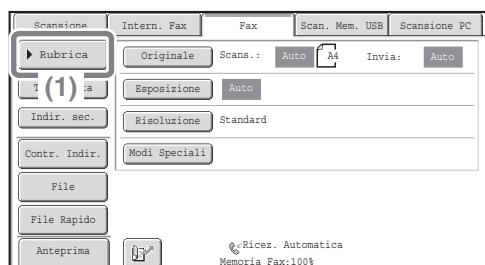 Scansione Intern. Fax Fax Scan. Mem. USB Scansione PC
Rubrica
Originale Scans.: Auto A4 Invia: Auto
(1)
Esposizione Auto
Indir. sec.
Risoluzione Standard
Contr. Indir.
Modi Speciali
File
File Rapido
Anteprima
Ricez. Automatica
Memoria Fax:100%